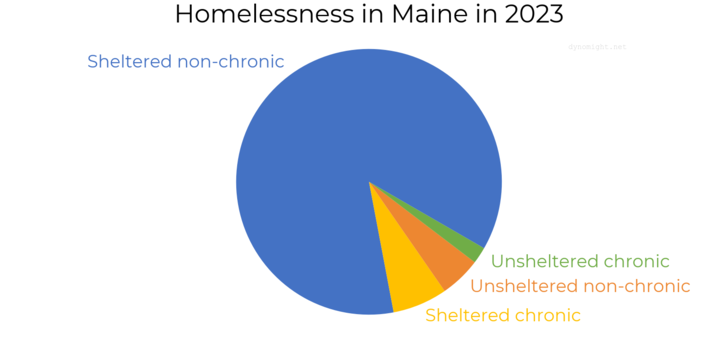 Homelessness in Maine in 2023
dynomight.net
Sheltered non-chronic
Unsheltered chronic
Unsheltered non-chronic
Sheltered chronic